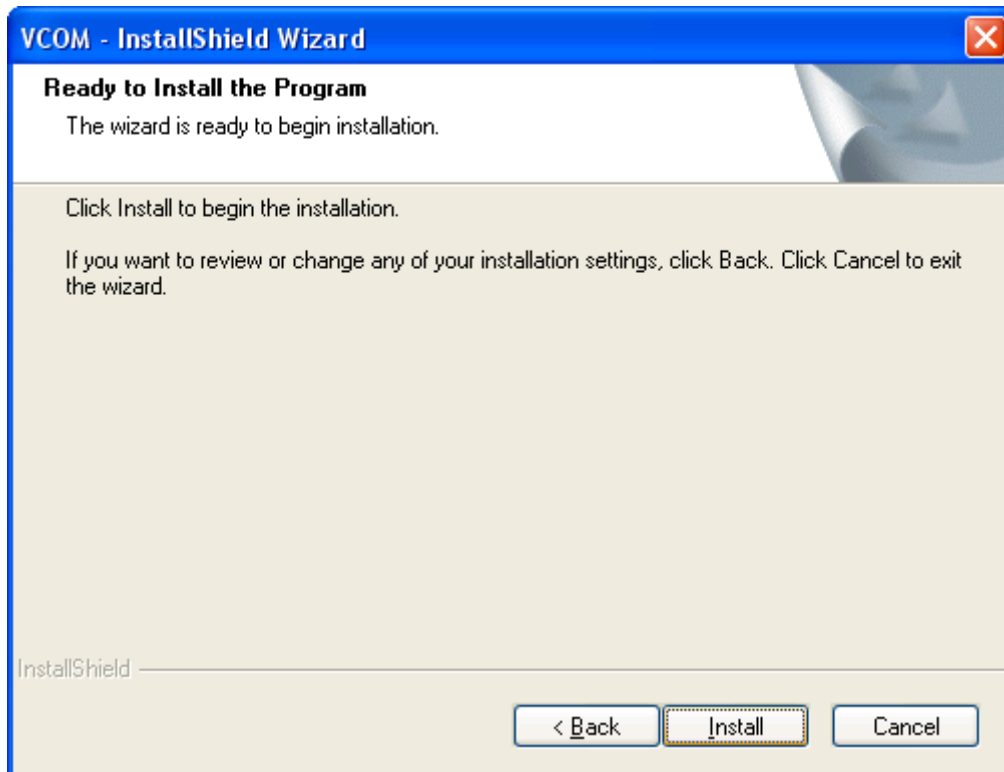 VCOM - InstallShield Wizard
Ready to Install the Program
The wizard is ready to begin installation.
Click Install to begin the installation.
If you want to review or change any of your installation settings, click Back. Click Cancel to exit
the wizard.
InstallShield
< Back Install Cancel